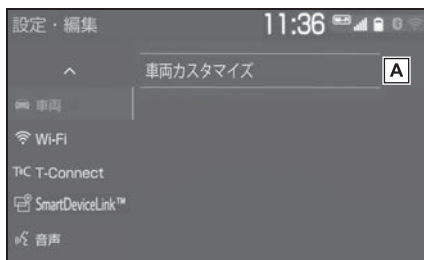 設定・編集 11:36
車両カスタマイズ A
車両
Wi-Fi
T-Connect
SmartDeviceLink™
音声